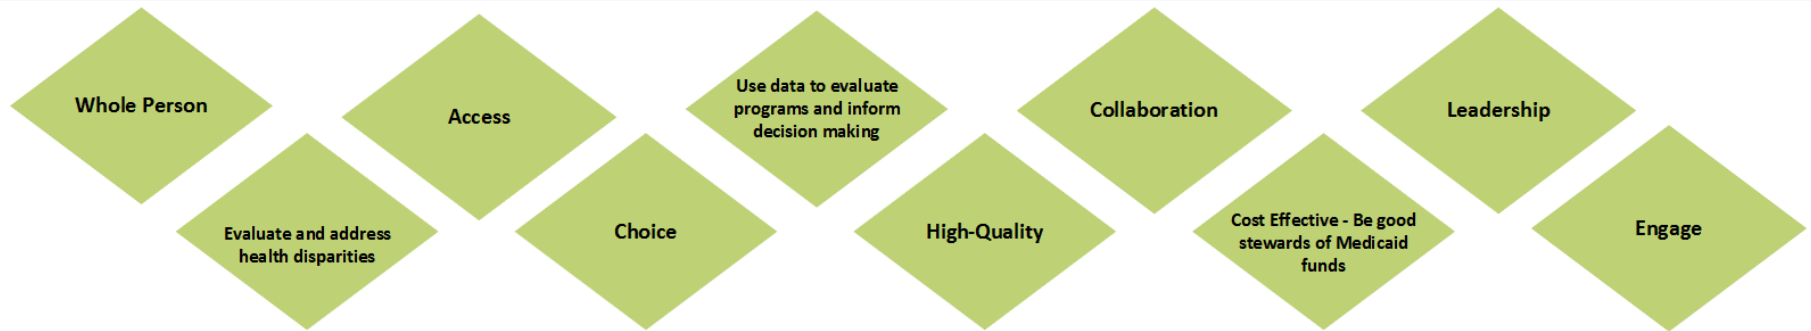 Whole Person
Evaluate and address
health disparities
Access
Choice
Use data to evaluate
programs and inform
decision making
High-Quality
Collaboration
Cost Effective - Be good
stewards of Medicaid
funds
Leadership
Engage